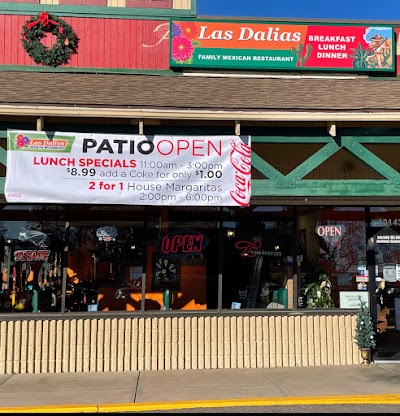 Las Dalias
FAMILY MEXICAN RESTAURANT
BREAKFAST
LUNCH
DINNER
Las Dalias
PATIO OPEN
LUNCH SPECIALS 11:00am - 3:00pm
$8.99 add a Coke for only $1.00
2 for 1 House Margaritas
2:00pm - 6:00pm
Coca-Cola
OPEN
OPEN
TEXANS